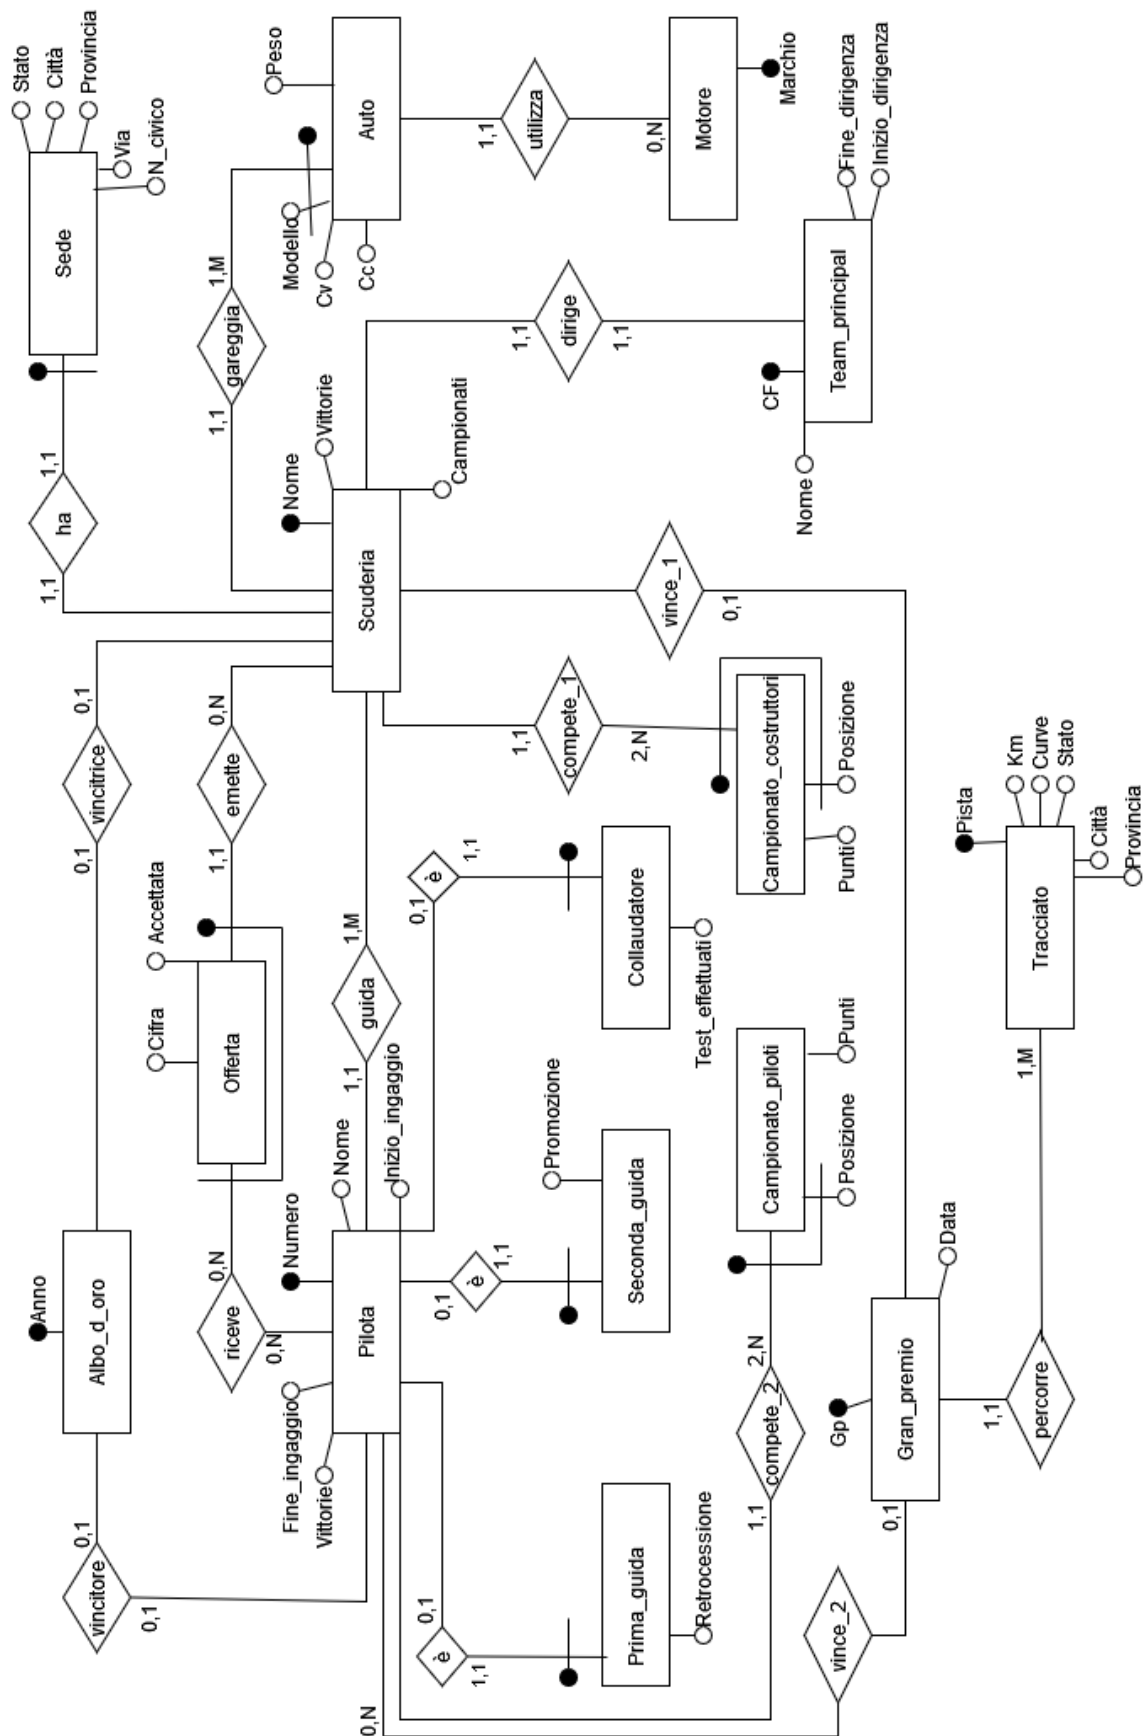 Anno
Stato
Città
1,1
1,1
ha
Sede
0,1
0,1
0,1
Provincia
vincitore
Albo_d_oro
vincitrice
Via
0,1
Cifra
Accettata
N_civico
0,N
1,1
0,N
1,1
1,M
riceve
Offerta
emette
gareggia
0,N
Peso
Fine_ingaggio
Numero
Nome
Modello
Vittorie
Nome
Vittorie
Cv
1,1
1,M
0,N
Pilota
guida
Scuderia
Auto
Cc
Inizio_ingaggio
0,1
0,1
è
0,1
è
Campionati
1,1
è
1,1
1,1
1,1
1,1
1,1
utilizza
Promozione
compete_1
dirige
1,1
2,N
0,N
Prima_guida
Seconda_guida
Collaudatore
vince_1
Motore
Retrocessione
Test_effettuati
0,1
1,1
2,N
compete_2
Campionato_piloti
Campionato_costruttori
CF
Marchio
Nome
Gp
vince_2
Posizione
Punti
Punti
Posizione
Team_principal
Fine_dirigenza
Inizio_dirigenza
0,1
Gran_premio
Data
Pista
1,1
percorre
1,M
Tracciato
Km
Curve
Stato
Città
Provincia